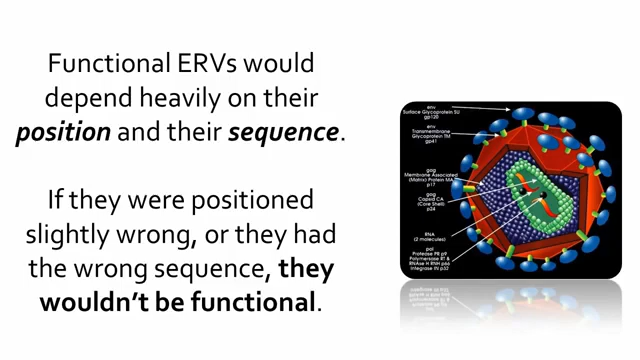 Functional ERVs would
depend heavily on their
position and their sequence.
If they were positioned
slightly wrong, or they had
the wrong sequence, they
wouldn't be functional.
env
Surface Glycoprotein SU
gp120
env
Transmembrane
Glycoprotein TM
gp41
gag
Membrane Associated
(Matrix) Protein MA
p17
gag
Capsid CA
(Core Shell)
p24
RNA
(2 molecules)
pol
Protease PR p9
Polymerase RT &
RNAse H RNH p66
Integrase IN p32